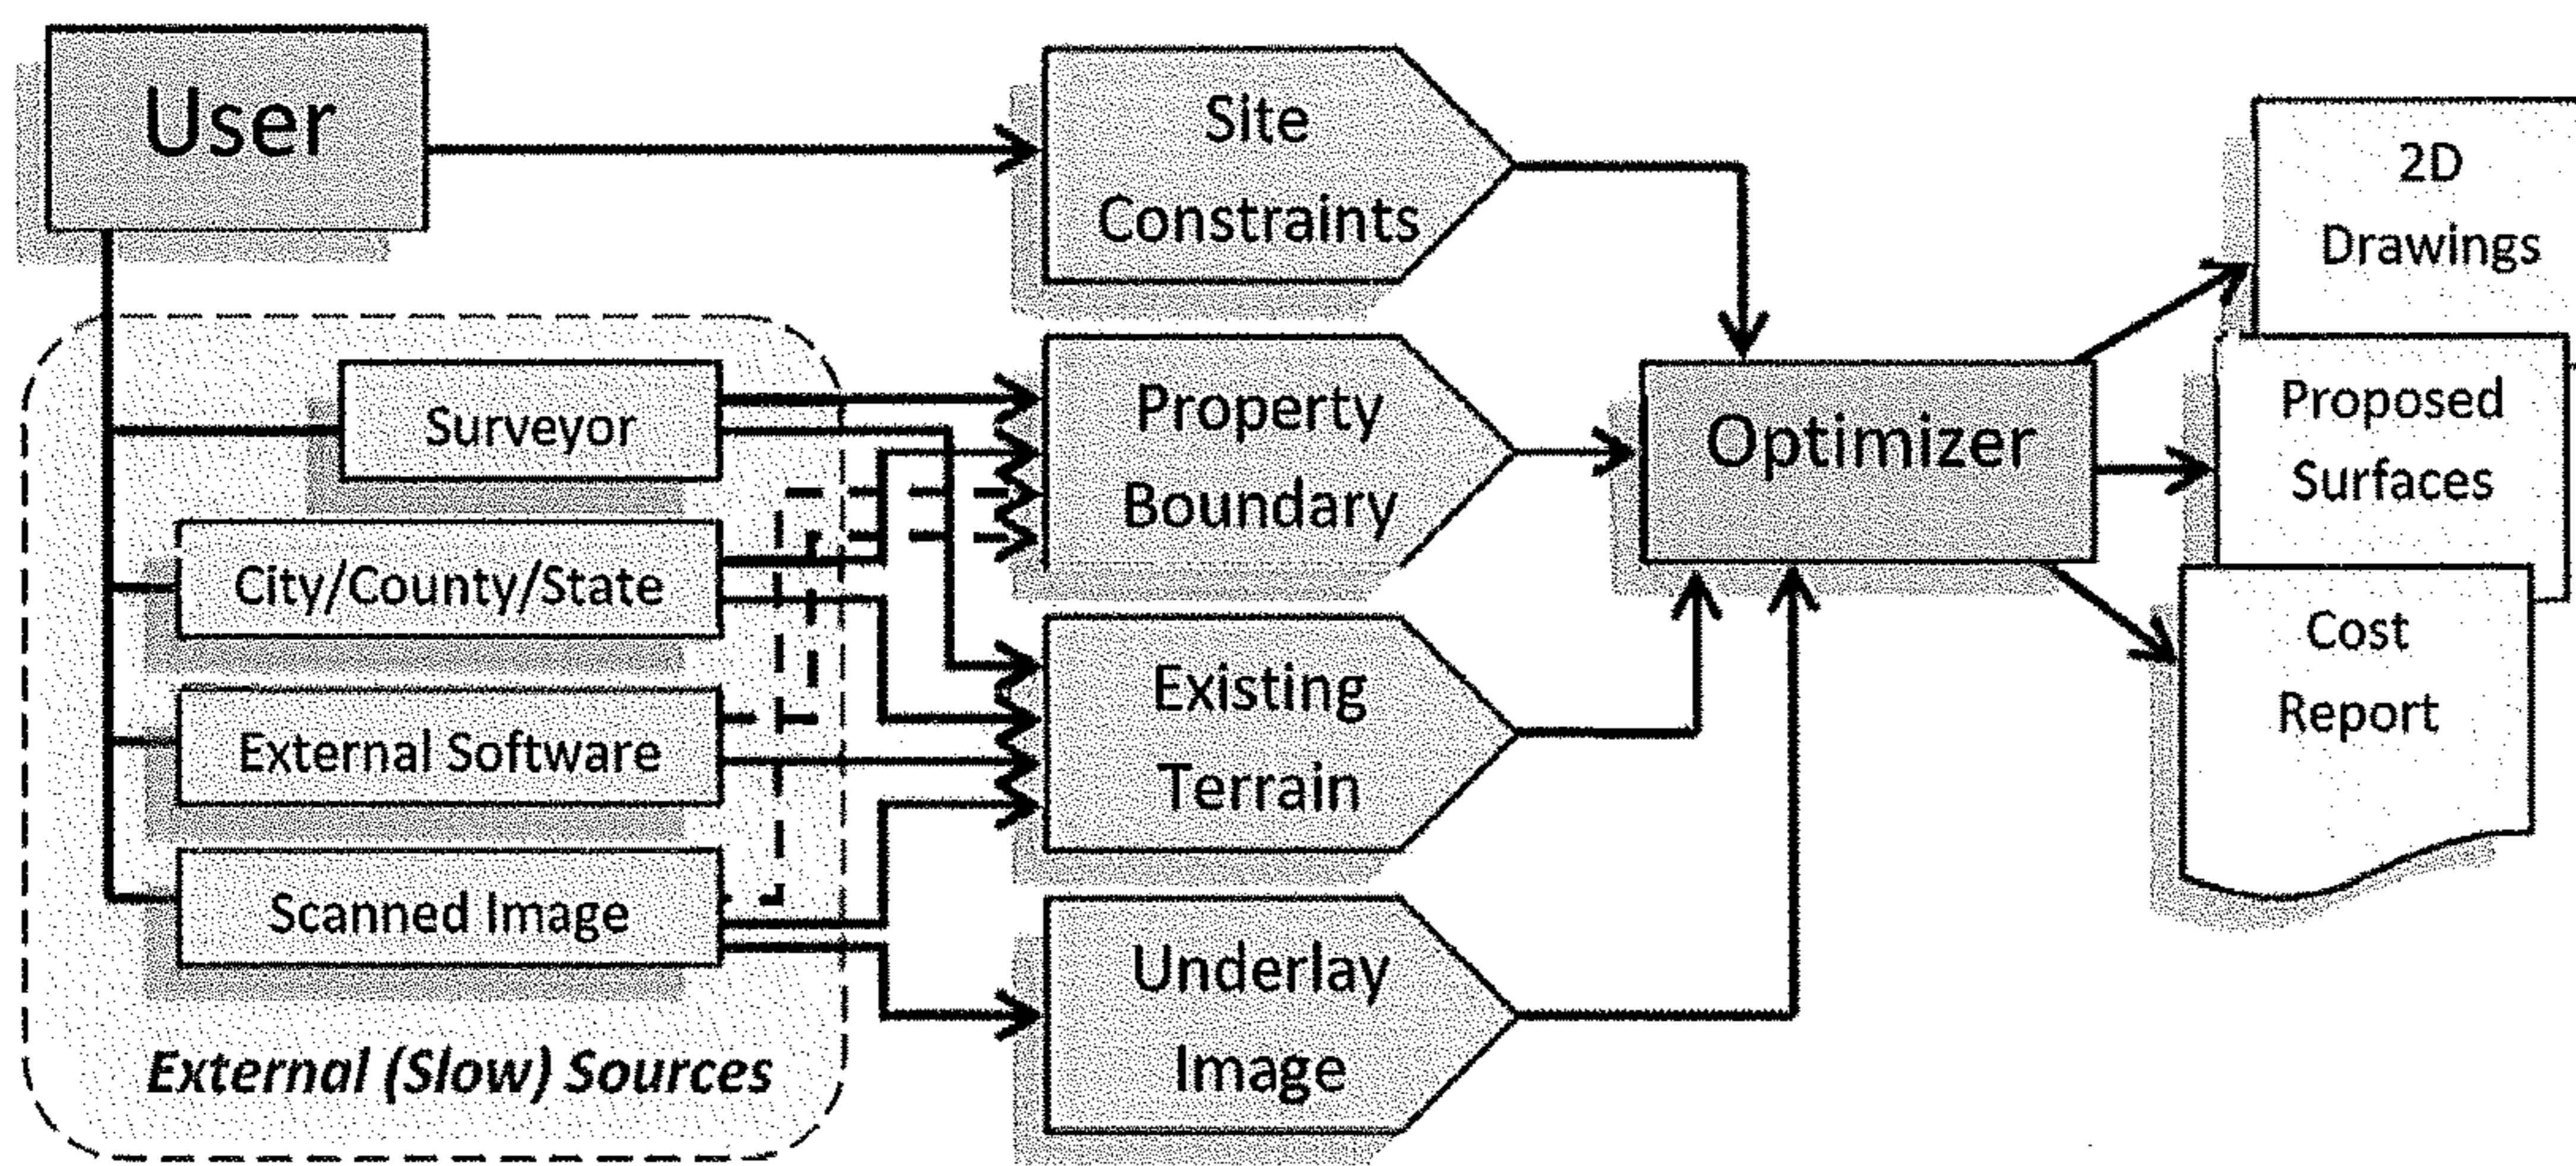 User
Site
Constraints
2D
Drawings
Surveyor
Property
Boundary
Optimizer
Proposed
Surfaces
City/County/State
External Software
Existing
Terrain
Cost
Report
Scanned Image
Underlay
Image
External (Slow) Sources